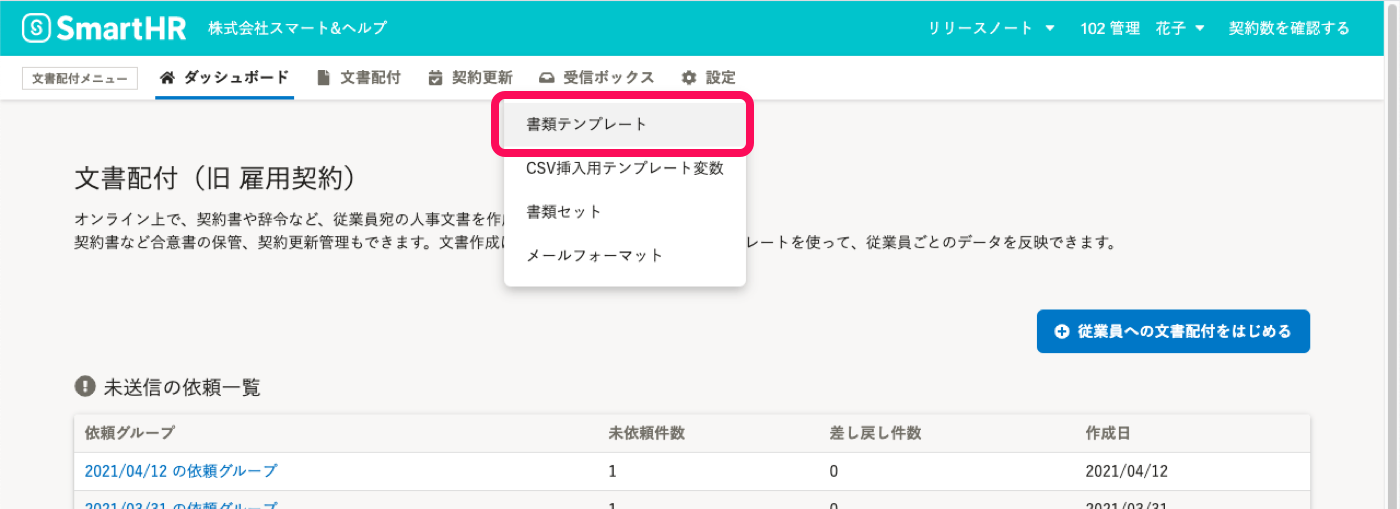 SmartHR 株式会社スマート&ヘルプ リリースノート 102 管理 花子 契約数を確認する
文書配付メニュー ダッシュボード 文書配付 契約更新 受信ボックス 設定
書類テンプレート
CSV挿入用テンプレート変数
書類セット
メールフォーマット
文書配付（旧 雇用契約）
オンライン上で、契約書や辞令など、従業員宛の人事文書を作
契約書など合意書の保管、契約更新管理もできます。文書作成 レートを使って、従業員ごとのデータを反映できます。
従業員への文書配付をはじめる
未送信の依頼一覧
依頼グループ 未依頼件数 差し戻し件数 作成日
2021/04/12 の依頼グループ 1 0 2021/04/12
2021/03/31 の依頼グループ 1 0 2021/03/31